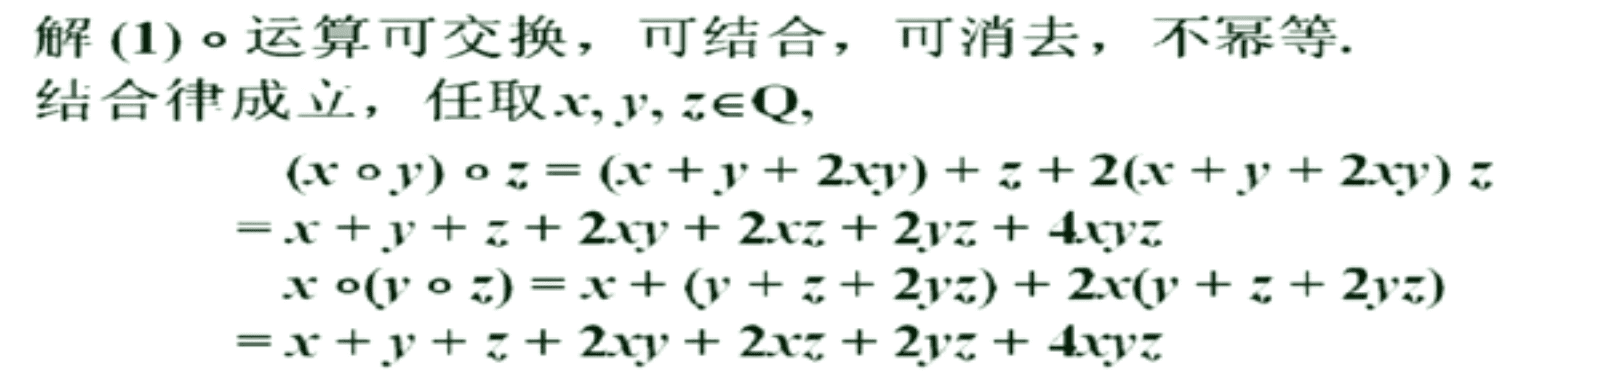 解 (1) ∘ 运算可交换，可结合，可消去，不幂等.
结合律成立，任取 x, y, z∈Q,
(x ∘ y) ∘ z = (x + y + 2xy) + z + 2(x + y + 2xy) z
= x + y + z + 2xy + 2xz + 2yz + 4xyz
x ∘(y ∘ z) = x + (y + z + 2yz) + 2x(y + z + 2yz)
= x + y + z + 2xy + 2xz + 2yz + 4xyz